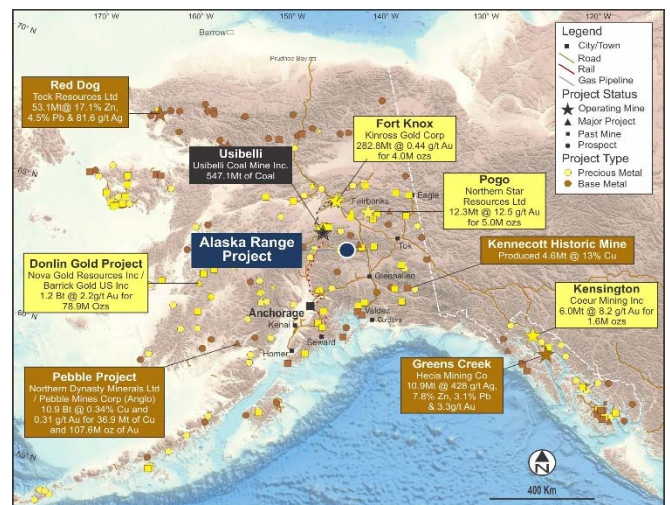 170° W
160° W
150° W
140° W
130° W
120° W
70° N
70° N
Barrow
Prudhoe Bay
Legend
City/Town
Road
Rail
Gas Pipeline
Project Status
Operating Mine
Major Project
Past Mine
Prospect
Project Type
Precious Metal
Base Metal
Red Dog
Teck Resources Ltd
53.1Mt@ 17.1% Zn,
4.5% Pb & 81.6 g/t Ag
Fort Knox
Kinross Gold Corp
282.8Mt @ 0.44 g/t Au
for 4.0M ozs
Usibelli
Usibelli Coal Mine Inc.
547.1Mt of Coal
65° N
Fairbanks
Eagle
Pogo
Northern Star
Resources Ltd
12.3Mt @ 12.5 g/t Au
for 5.0M ozs
Alaska Range
Project
Tok
Kennecott Historic Mine
Produced 4.6Mt @ 13% Cu
Donlin Gold Project
Nova Gold Resources Inc /
Barrick Gold US Inc
1.2 Bt @ 2.2g/t Au for
78.9M Ozs
Glennallen
Anchorage
Valdez
Cordova
Kenai
Seward
Homer
Kensington
Coeur Mining Inc
6.0Mt @ 8.2 g/t Au for
1.6M ozs
Pebble Project
Northern Dynasty Minerals Ltd
/ Pebble Mines Corp (Anglo)
10.9 Bt @ 0.34% Cu and
0.31 g/t Au for 36.9 Mt of Cu
and 107.6M oz of Au
Greens Creek
Hecla Mining Co
10.9Mt @ 428 g/t Ag,
7.8% Zn, 3.1% Pb
& 3.3g/t Au
55° N
N
400 Km